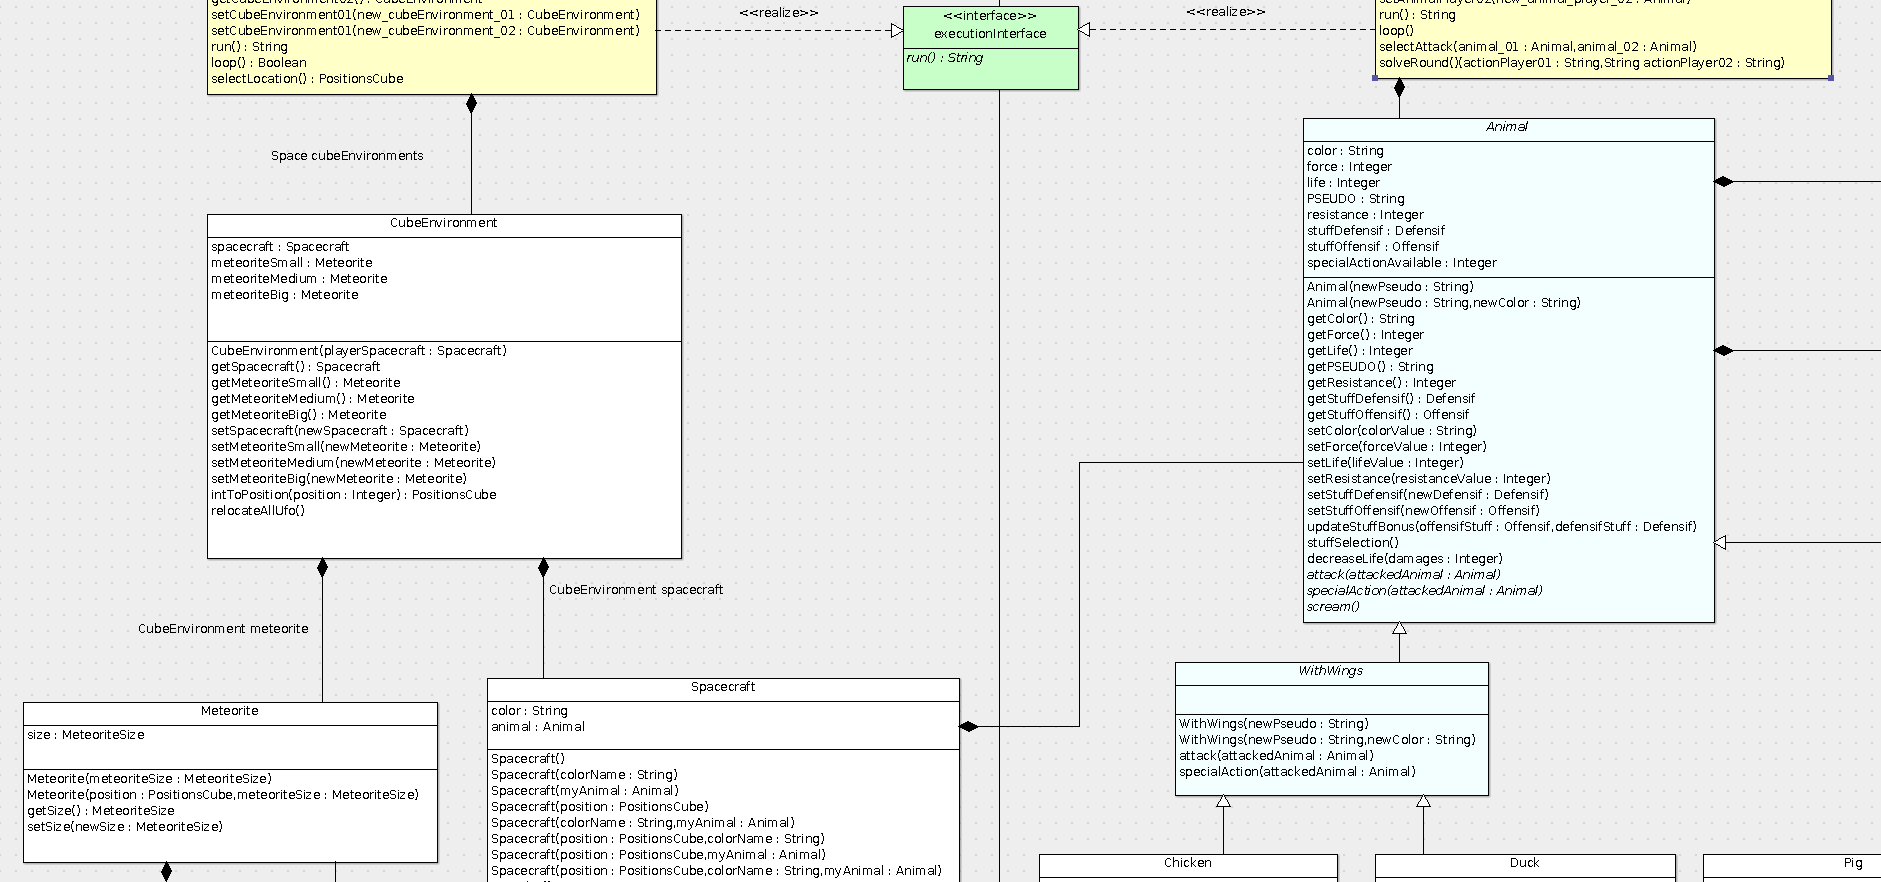 getCubeEnvironment02() : CubeEnvironment
setCubeEnvironment01(new_cubeEnvironment_01 : CubeEnvironment)
setCubeEnvironment01(new_cubeEnvironment_02 : CubeEnvironment)
run() : String
loop() : Boolean
selectLocation() : PositionsCube
<<realize>>
<<interface>>
executionInterface
run() : String
<<realize>>
setAnimalPlayer02(new_animal_player_02 : Animal)
run() : String
loop()
selectAttack(animal_01 : Animal,animal_02 : Animal)
solveRound()(actionPlayer01 : String,String actionPlayer02 : String)
Space cubeEnvironments
CubeEnvironment
spacecraft : Spacecraft
meteoriteSmall : Meteorite
meteoriteMedium : Meteorite
meteoriteBig : Meteorite
CubeEnvironment(playerSpacecraft : Spacecraft)
getSpacecraft() : Spacecraft
getMeteoriteSmall() : Meteorite
getMeteoriteMedium() : Meteorite
getMeteoriteBig() : Meteorite
setSpacecraft(newSpacecraft : Spacecraft)
setMeteoriteSmall(newMeteorite : Meteorite)
setMeteoriteMedium(newMeteorite : Meteorite)
setMeteoriteBig(newMeteorite : Meteorite)
intToPosition(position : Integer) : PositionsCube
relocateAllUfo()
Animal
color : String
force : Integer
life : Integer
PSEUDO : String
resistance : Integer
stuffDefensif : Defensif
stuffOffensif : Offensif
specialActionAvailable : Integer
Animal(newPseudo : String)
Animal(newPseudo : String,newColor : String)
getColor() : String
getForce() : Integer
getLife() : Integer
getPSEUDO() : String
getResistance() : Integer
getStuffDefensif() : Defensif
getStuffOffensif() : Offensif
setColor(colorValue : String)
setForce(forceValue : Integer)
setLife(lifeValue : Integer)
setResistance(resistanceValue : Integer)
setStuffDefensif(newDefensif : Defensif)
setStuffOffensif(newOffensif : Offensif)
updateStuffBonus(offensifStuff : Offensif,defensifStuff : Defensif)
stuffSelection()
decreaseLife(damages : Integer)
attack(attackedAnimal : Animal)
specialAction(attackedAnimal : Animal)
scream()
CubeEnvironment spacecraft
CubeEnvironment meteorite
Meteorite
size : MeteoriteSize
Meteorite(meteoriteSize : MeteoriteSize)
Meteorite(position : PositionsCube,meteoriteSize : MeteoriteSize)
getSize() : MeteoriteSize
setSize(newSize : MeteoriteSize)
Spacecraft
color : String
animal : Animal
Spacecraft()
Spacecraft(colorName : String)
Spacecraft(myAnimal : Animal)
Spacecraft(position : PositionsCube)
Spacecraft(colorName : String,myAnimal : Animal)
Spacecraft(position : PositionsCube,colorName : String)
Spacecraft(position : PositionsCube,myAnimal : Animal)
Spacecraft(position : PositionsCube,colorName : String,myAnimal : Animal)
WithWings
WithWings(newPseudo : String)
WithWings(newPseudo : String,newColor : String)
attack(attackedAnimal : Animal)
specialAction(attackedAnimal : Animal)
Chicken
Duck
Pig